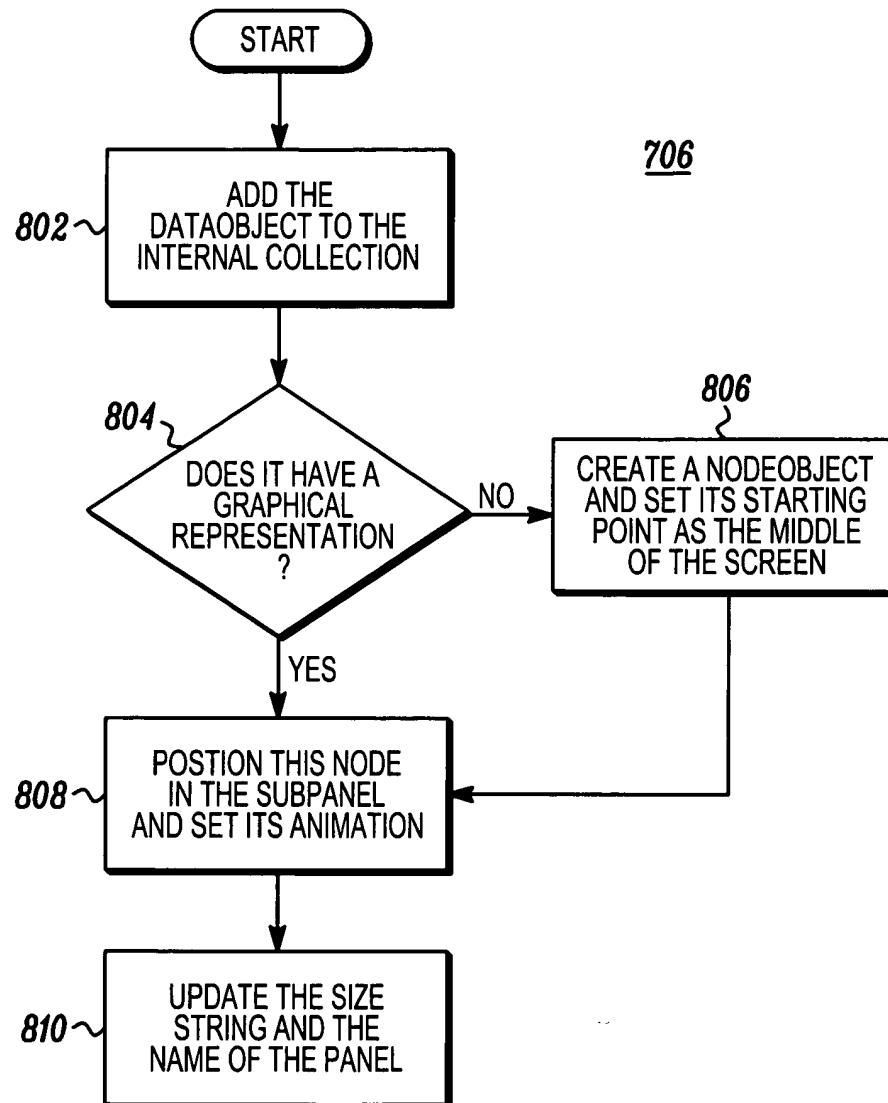 START
706
802
ADD THE
DATAOBJECT TO THE
INTERNAL COLLECTION
804
DOES IT HAVE A
GRAPHICAL
REPRESENTATION
?
NO
806
CREATE A NODEOBJECT
AND SET ITS STARTING
POINT AS THE MIDDLE
OF THE SCREEN
YES
808
POSTION THIS NODE
IN THE SUBPANEL
AND SET ITS ANIMATION
810
UPDATE THE SIZE
STRING AND THE
NAME OF THE PANEL